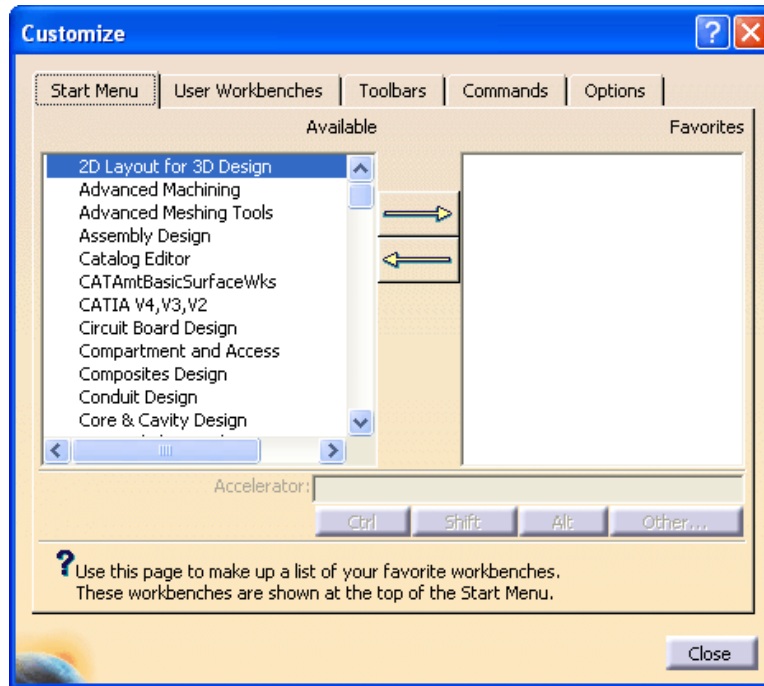 Customize
Start Menu User Workbenches Toolbars Commands Options
Available Favorites
2D Layout for 3D Design
Advanced Machining
Advanced Meshing Tools
Assembly Design
Catalog Editor
CATAmtBasicSurfaceWks
CATIA V4,V3,V2
Circuit Board Design
Compartment and Access
Composites Design
Conduit Design
Core & Cavity Design
Accelerator:
Ctrl Shift Alt Other...
? Use this page to make up a list of your favorite workbenches.
These workbenches are shown at the top of the Start Menu.
Close